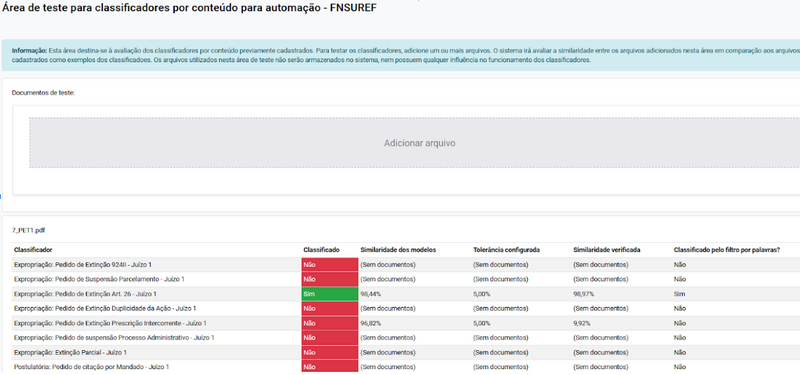 Área de teste para classificadores por conteúdo para automação - FNSUREF
Informação: Esta área destina-se à avaliação dos classificadores por conteúdo previamente cadastrados. Para testar os classificadores, adicione um ou mais arquivos. O sistema irá avaliar a similaridade entre os arquivos adicionados nesta área em comparação aos arquivos
cadastrados como exemplos dos classificadores. Os arquivos utilizados nesta área de teste não serão armazenados no sistema, nem possuem qualquer influência no funcionamento dos classificadores.
Documentos de teste:
Adicionar arquivo
7_PET1.pdf
Classificador Classificado Similaridade dos modelos Tolerância configurada Similaridade verificada Classificado pelo filtro por palavras?
Expropriação: Pedido de Extinção 924II - Juízo 1 Não (Sem documentos) (Sem documentos) (Sem documentos) Não
Expropriação: Pedido de Suspensão Parcelamento - Juízo 1 Não (Sem documentos) (Sem documentos) (Sem documentos) Não
Expropriação: Pedido de Extinção Art. 26 - Juízo 1 Sim 98,44% 5,00% 98,97% Sim
Expropriação: Pedido de Extinção Duplicidade da Ação - Juízo 1 Não (Sem documentos) (Sem documentos) (Sem documentos) Não
Expropriação: Pedido de Extinção Prescrição Intercorrente - Juízo 1 Não 96,82% 5,00% 9,92% Não
Expropriação: Pedido de suspensão Processo Administrativo - Juízo 1 Não (Sem documentos) (Sem documentos) (Sem documentos) Não
Expropriação: Extinção Parcial - Juízo 1 Não (Sem documentos) (Sem documentos) (Sem documentos) Não
Postulatória: Pedido de citação por Mandado - Juízo 1 Não (Sem documentos) (Sem documentos) (Sem documentos) Não